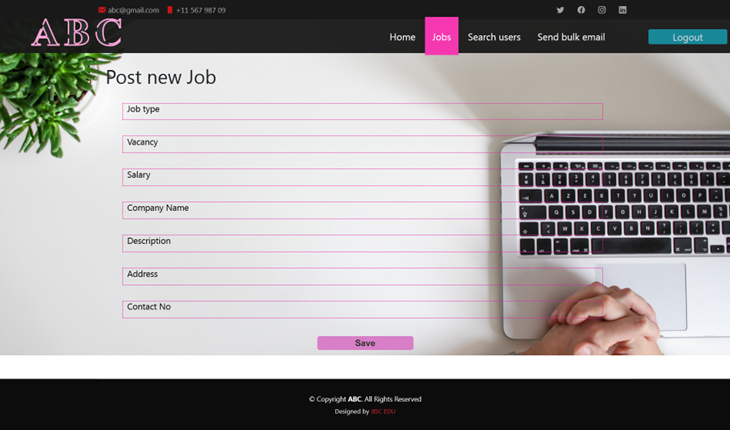 abc@gmail.com +11 567 987 09
ABC
Home Jobs Search users Send bulk email Logout
Post new Job
Job type
Vacancy
Salary
Company Name
Description
Address
Contact No
Save
© Copyright ABC. All Rights Reserved
Designed by JBC EDU